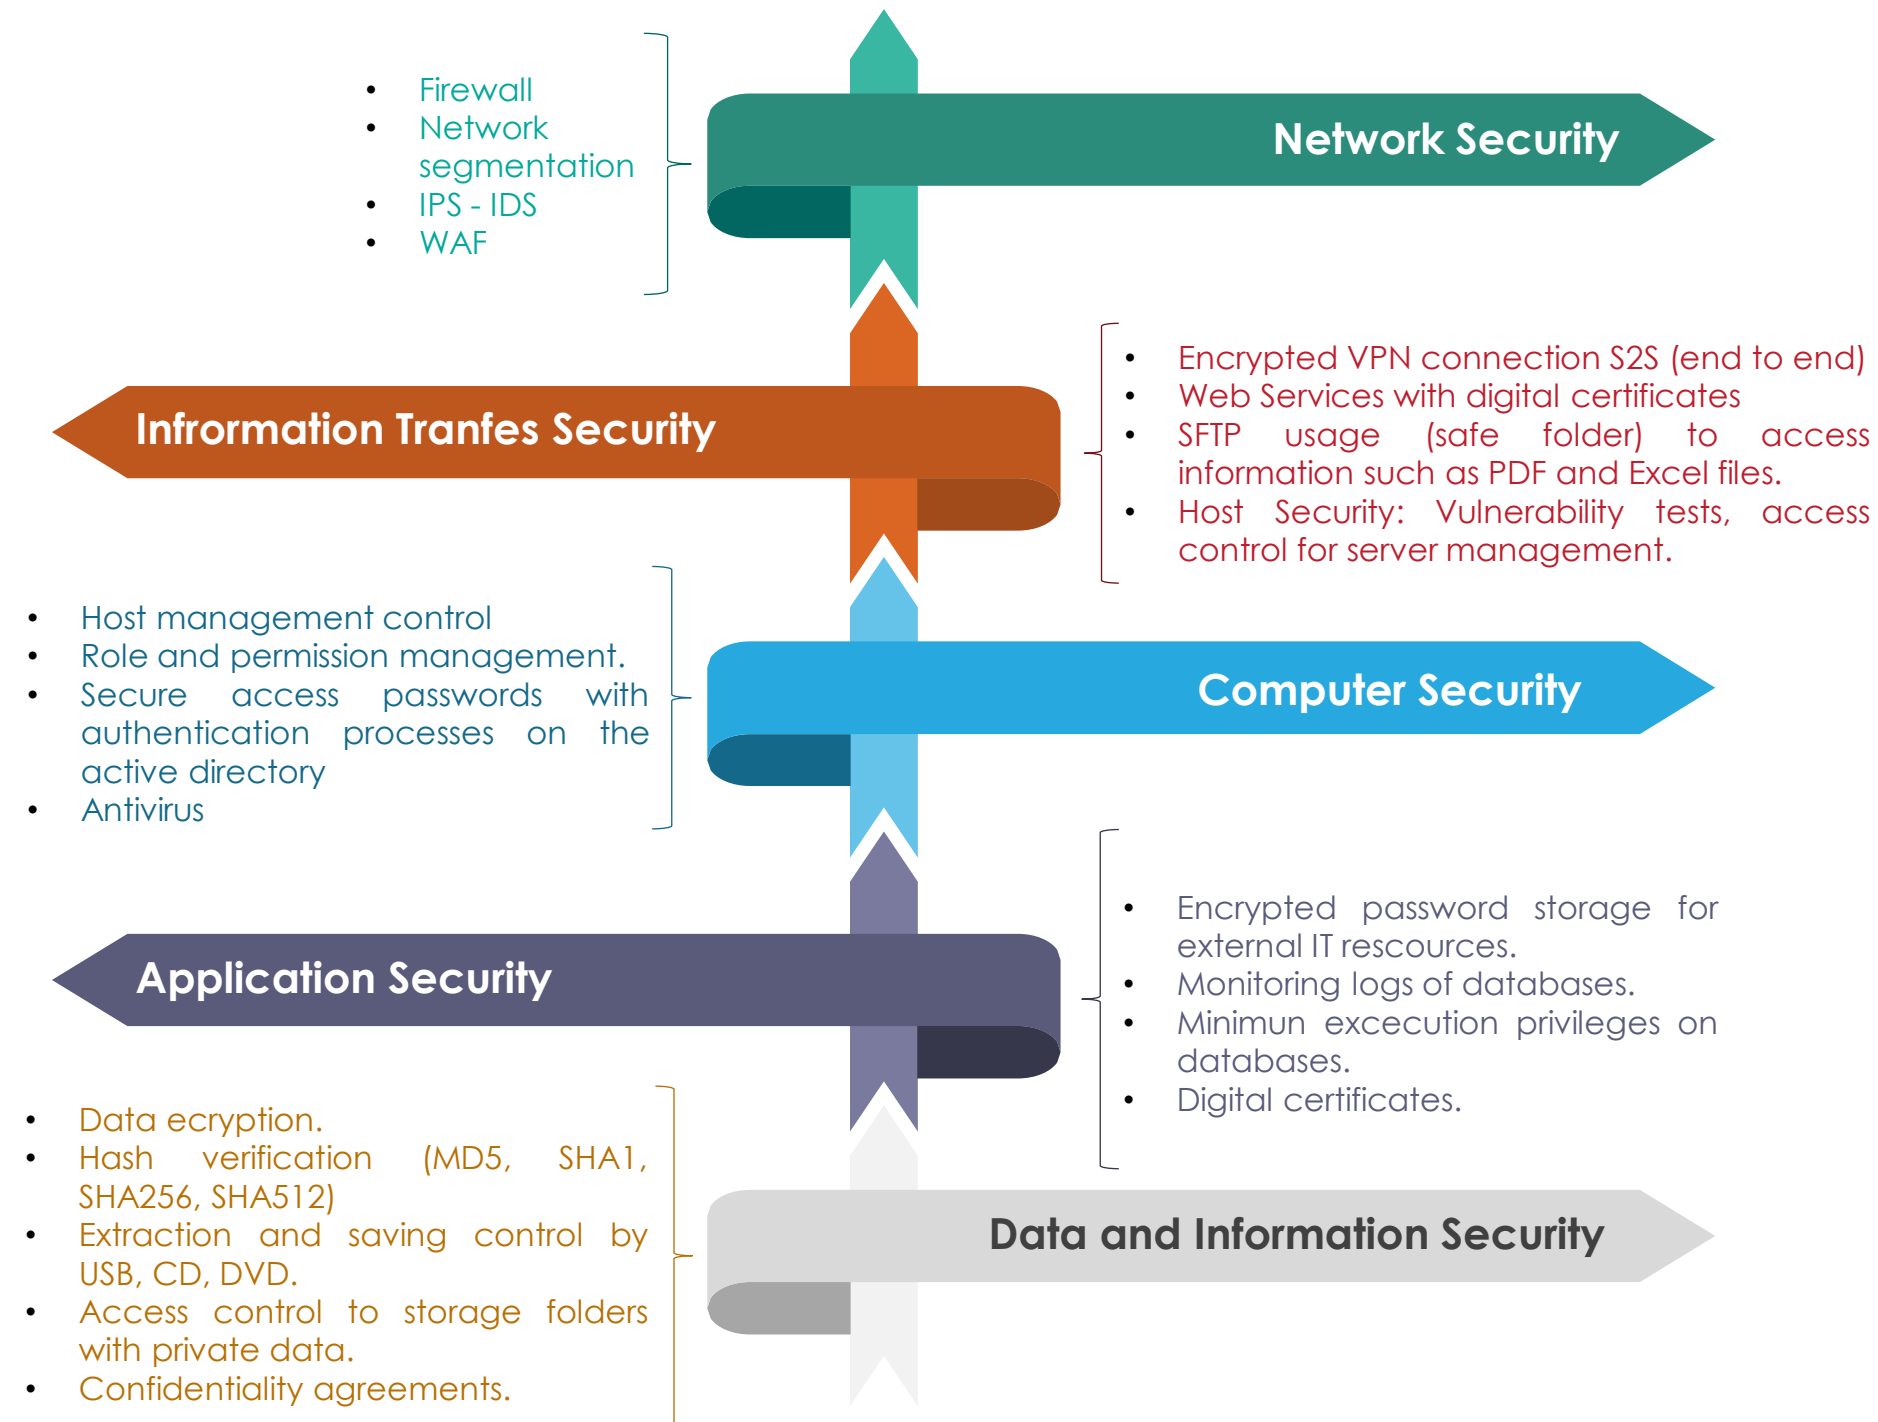 • Firewall
• Network
segmentation
• IPS - IDS
• WAF
Network Security
Infrormation Tranfes Security
• Encrypted VPN connection S2S (end to end)
• Web Services with digital certificates
• SFTP usage (safe folder) to access
information such as PDF and Excel files.
• Host Security: Vulnerability tests, access
control for server management.
• Host management control
• Role and permission management.
• Secure access passwords with
authentication processes on the
active directory
• Antivirus
Computer Security
Application Security
• Encrypted password storage for
external IT rescources.
• Monitoring logs of databases.
• Minimun excecution privileges on
databases.
• Digital certificates.
• Data ecryption.
• Hash verification (MD5, SHA1,
SHA256, SHA512)
• Extraction and saving control by
USB, CD, DVD.
• Access control to storage folders
with private data.
• Confidentiality agreements.
Data and Information Security